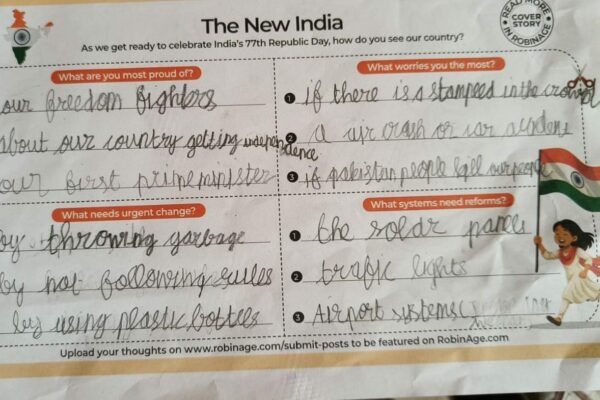 The New India
As we get ready to celebrate India's 77th Republic Day, how do you see our country?
READ MORE
COVER
STORY
IN ROBINAGE
What are you most proud of?
our freedom fighters
about our country getting independence
our first prime minister
What worries you the most?
1 if there is a stampeed in the crowd
2 a air crash or car
3 if pakistan people kill our people
What needs urgent change?
by throwing garbage
by not following rules
by using plastic bottles
What systems need reforms?
1 the soldr panels
2 trafic lights
3 Airport systems
Upload your thoughts on www.robinage.com/submit-posts to be featured on RobinAge.com